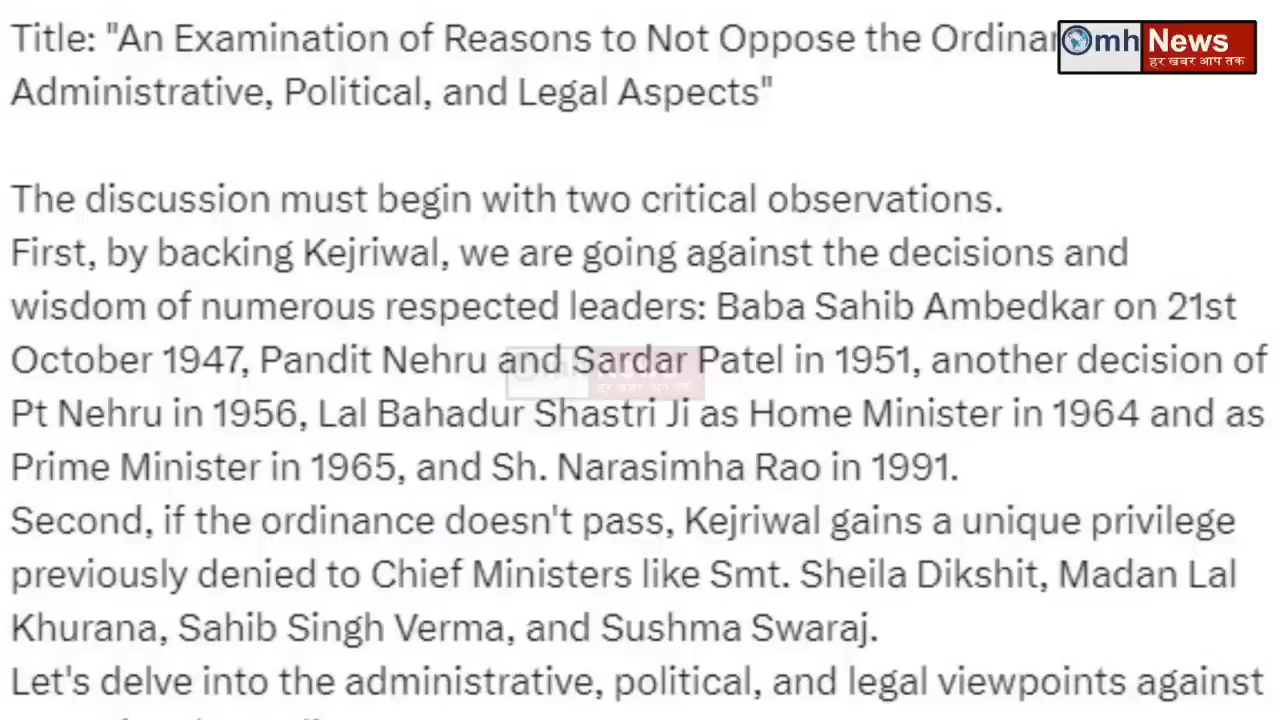 Title: "An Examination of Reasons to Not Oppose the
Administrative, Political, and Legal Aspects"
Omh News
हर खबर आप तक
The discussion must begin with two critical observations.
First, by backing Kejriwal, we are going against the decisions and
wisdom of numerous respected leaders: Baba Sahib Ambedkar on 21st
October 1947, Pandit Nehru and Sardar Patel in 1951, another decision of
Pt Nehru in 1956, Lal Bahadur Shastri Ji as Home Minister in 1964 and as
Prime Minister in 1965, and Sh. Narasimha Rao in 1991.
Second, if the ordinance doesn't pass, Kejriwal gains a unique privilege
previously denied to Chief Ministers like Smt. Sheila Dikshit, Madan Lal
Khurana, Sahib Singh Verma, and Sushma Swaraj.
Let's delve into the administrative, political, and legal viewpoints against